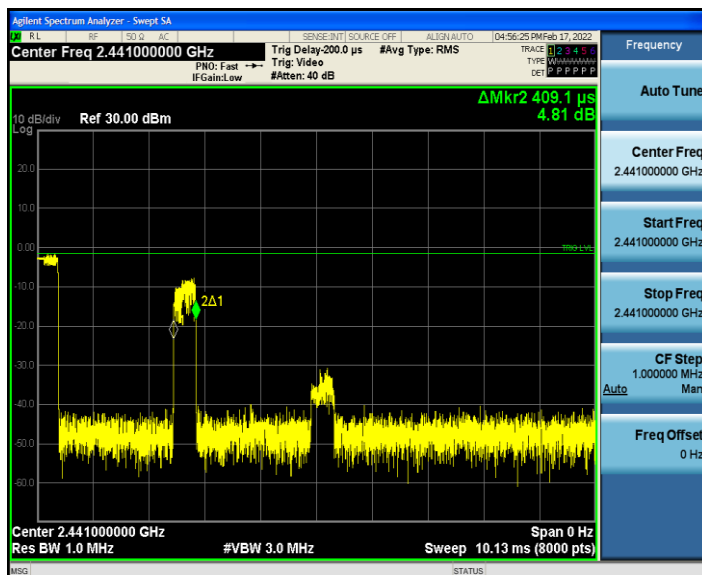 Agilent Spectrum Analyzer - Swept SA
RL RF 50 Ω AC SENSE:INT SOURCE OFF ALIGN AUTO 04:56:25 PM Feb 17, 2022
Center Freq 2.441000000 GHz
PNO: Fast
IFGain:Low
Trig Delay-200.0 µs
Trig: Video
#Atten: 40 dB
#Avg Type: RMS
TRACE 1 2 3 4 5 6
TYPE W
DET P P P P P P
ΔMkr2 409.1 µs
4.81 dB
10 dB/div
Log
Ref 30.00 dBm
20.0
10.0
0.00
TRIG LVL
-10.0
2Δ1
-20.0
-30.0
-40.0
-50.0
-60.0
Center 2.441000000 GHz
Span 0 Hz
Res BW 1.0 MHz
#VBW 3.0 MHz
Sweep 10.13 ms (8000 pts)
MSG
STATUS
Frequency
Auto Tune
Center Freq
2.441000000 GHz
Start Freq
2.441000000 GHz
Stop Freq
2.441000000 GHz
CF Step
1.000000 MHz
Auto Man
Freq Offset
0 Hz